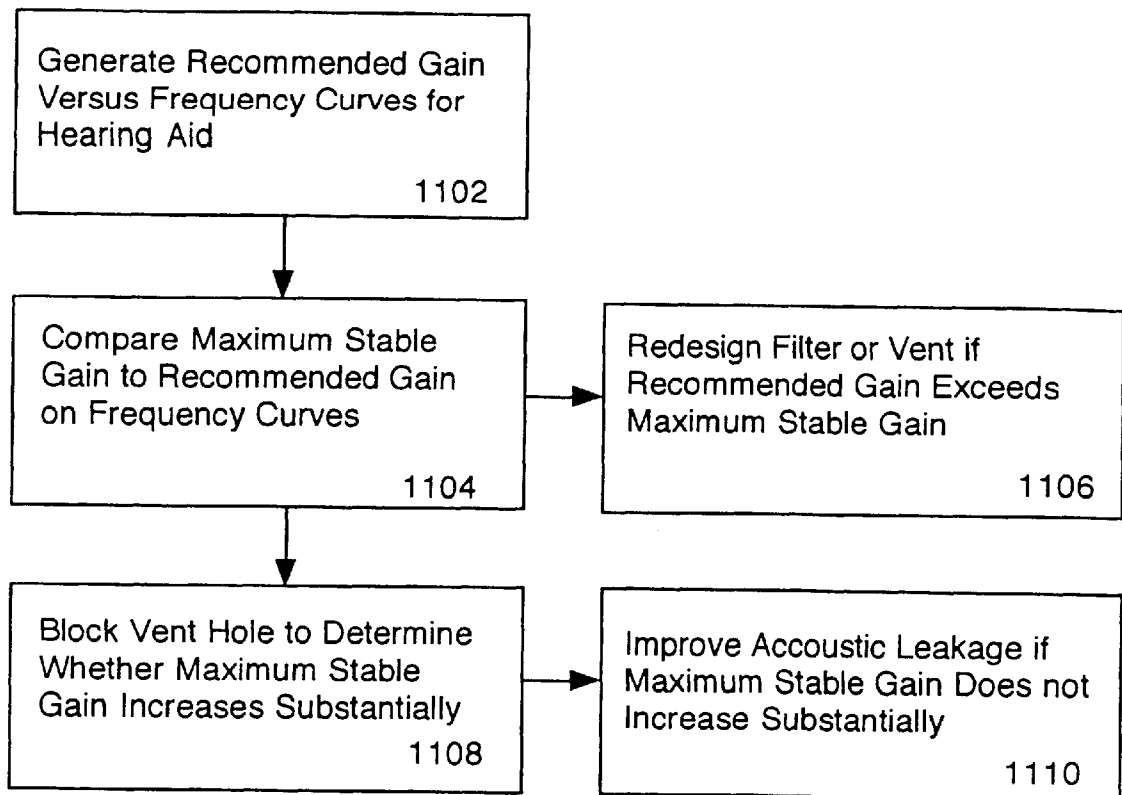 Generate Recommended Gain
Versus Frequency Curves for
Hearing Aid
1102
Compare Maximum Stable
Gain to Recommended Gain
on Frequency Curves
1104
Redesign Filter or Vent if
Recommended Gain Exceeds
Maximum Stable Gain
1106
Block Vent Hole to Determine
Whether Maximum Stable
Gain Increases Substantially
1108
Improve Accoustic Leakage if
Maximum Stable Gain Does not
Increase Substantially
1110